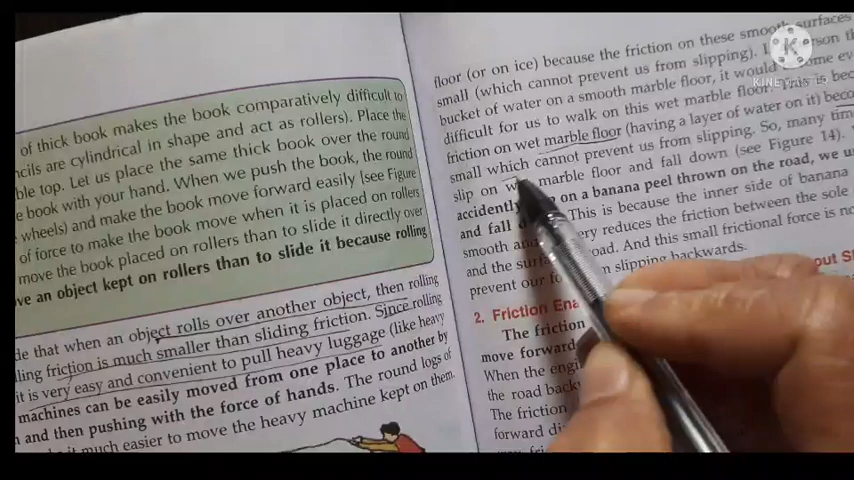 of thick book makes the book comparatively difficult to
cils are cylindrical in shape and act as rollers). Place the
ble top. Let us place the same thick book over the round
book with your hand. When we push the book, the round
wheels) and make the book move forward easily (see Figure
of force to make the book move when it is placed on rollers
move the book placed on rollers than to slide it directly over
ve an object kept on rollers than to slide it because rolling
de that when an object rolls over another object, then rolling
lling friction is much smaller than sliding friction. Since rolling
it is very easy and convenient to pull heavy luggage (like heavy
machines can be easily moved from one place to another by
n and then pushing with the force of hands. The round logs of
it much easier to move the heavy machine kept on them.
floor (or on ice) because the friction on these smooth surfaces
small (which cannot prevent us from slipping). person
bucket of water on a smooth marble floor, it would
difficult for us to walk on this wet marble floor. This is bec
friction on wet marble floor (having a layer of water on it) beco
small which cannot prevent us from slipping. So, many tim
slip on marble floor and fall down (see Figure 14).
accidently on a banana peel thrown on the road, we
and fall This is because the inner side of banana
smooth and reduces the friction between the sole
and the road. And this small frictional force is
prevent our slipping backwards.
2. Friction Ena out
The friction
move forward
When the eng
the road back
The friction
forward di
KINEMASTER